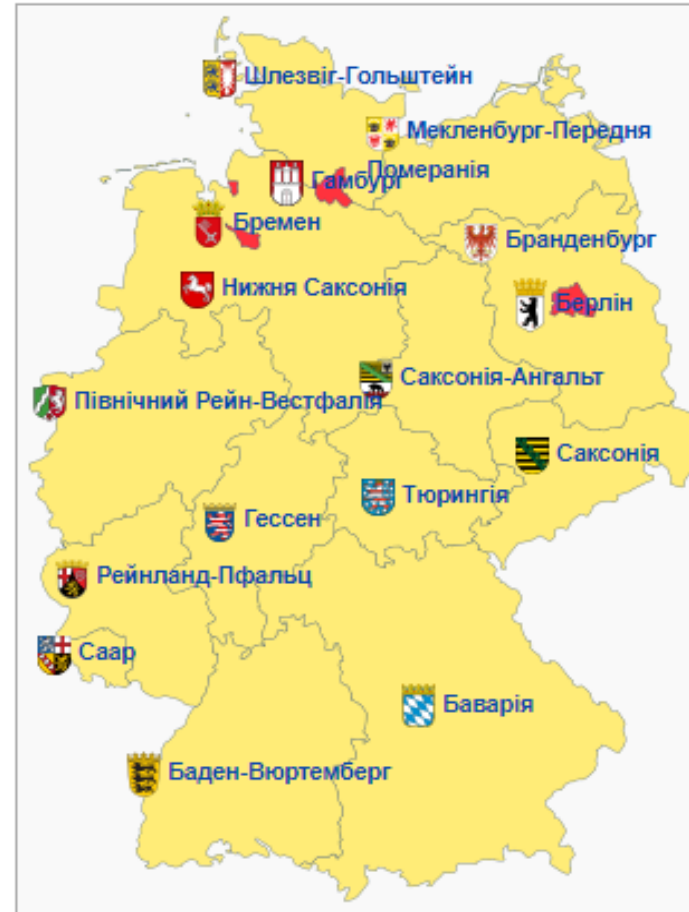 Шлезвіг-Гольштейн
Мекленбург-Передня
Померанія
Гамбург
Бремен
Бранденбург
Нижня Саксонія
Берлін
Саксонія-Ангальт
Північний Рейн-Вестфалія
Саксонія
Тюрингія
Гессен
Рейнланд-Пфальц
Саар
Баварія
Баден-Вюртемберг